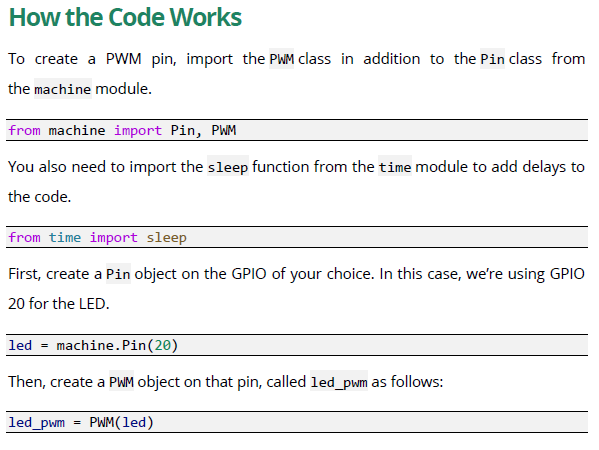 How the Code Works
To create a PWM pin, import the PWM class in addition to the Pin class from
the machine module.
from machine import Pin, PWM
You also need to import the sleep function from the time module to add delays to
the code.
from time import sleep
First, create a Pin object on the GPIO of your choice. In this case, we’re using GPIO
20 for the LED.
led = machine.Pin(20)
Then, create a PWM object on that pin, called led_pwm as follows:
led_pwm = PWM(led)